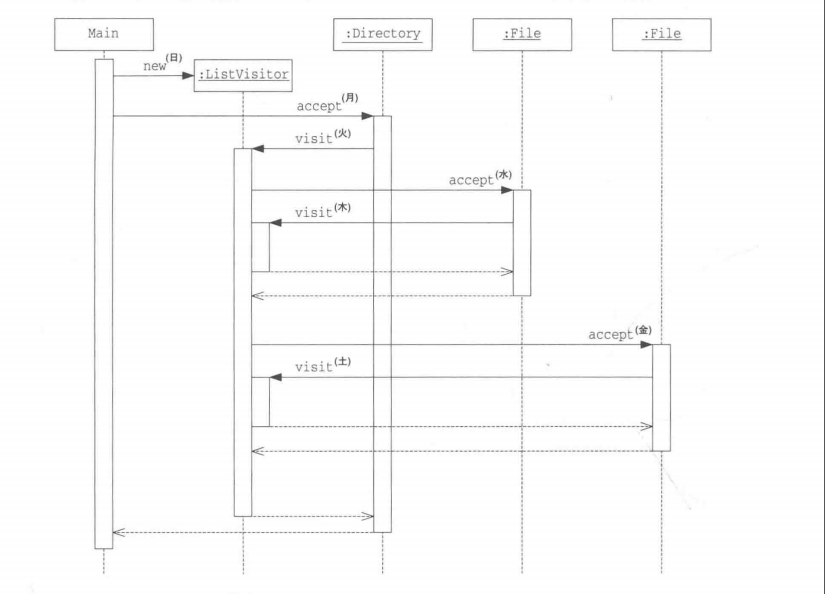 Main
:Directory
:File
:File
new(日)
:ListVisitor
accept(月)
visit(火)
accept(水)
visit(木)
accept(金)
visit(土)